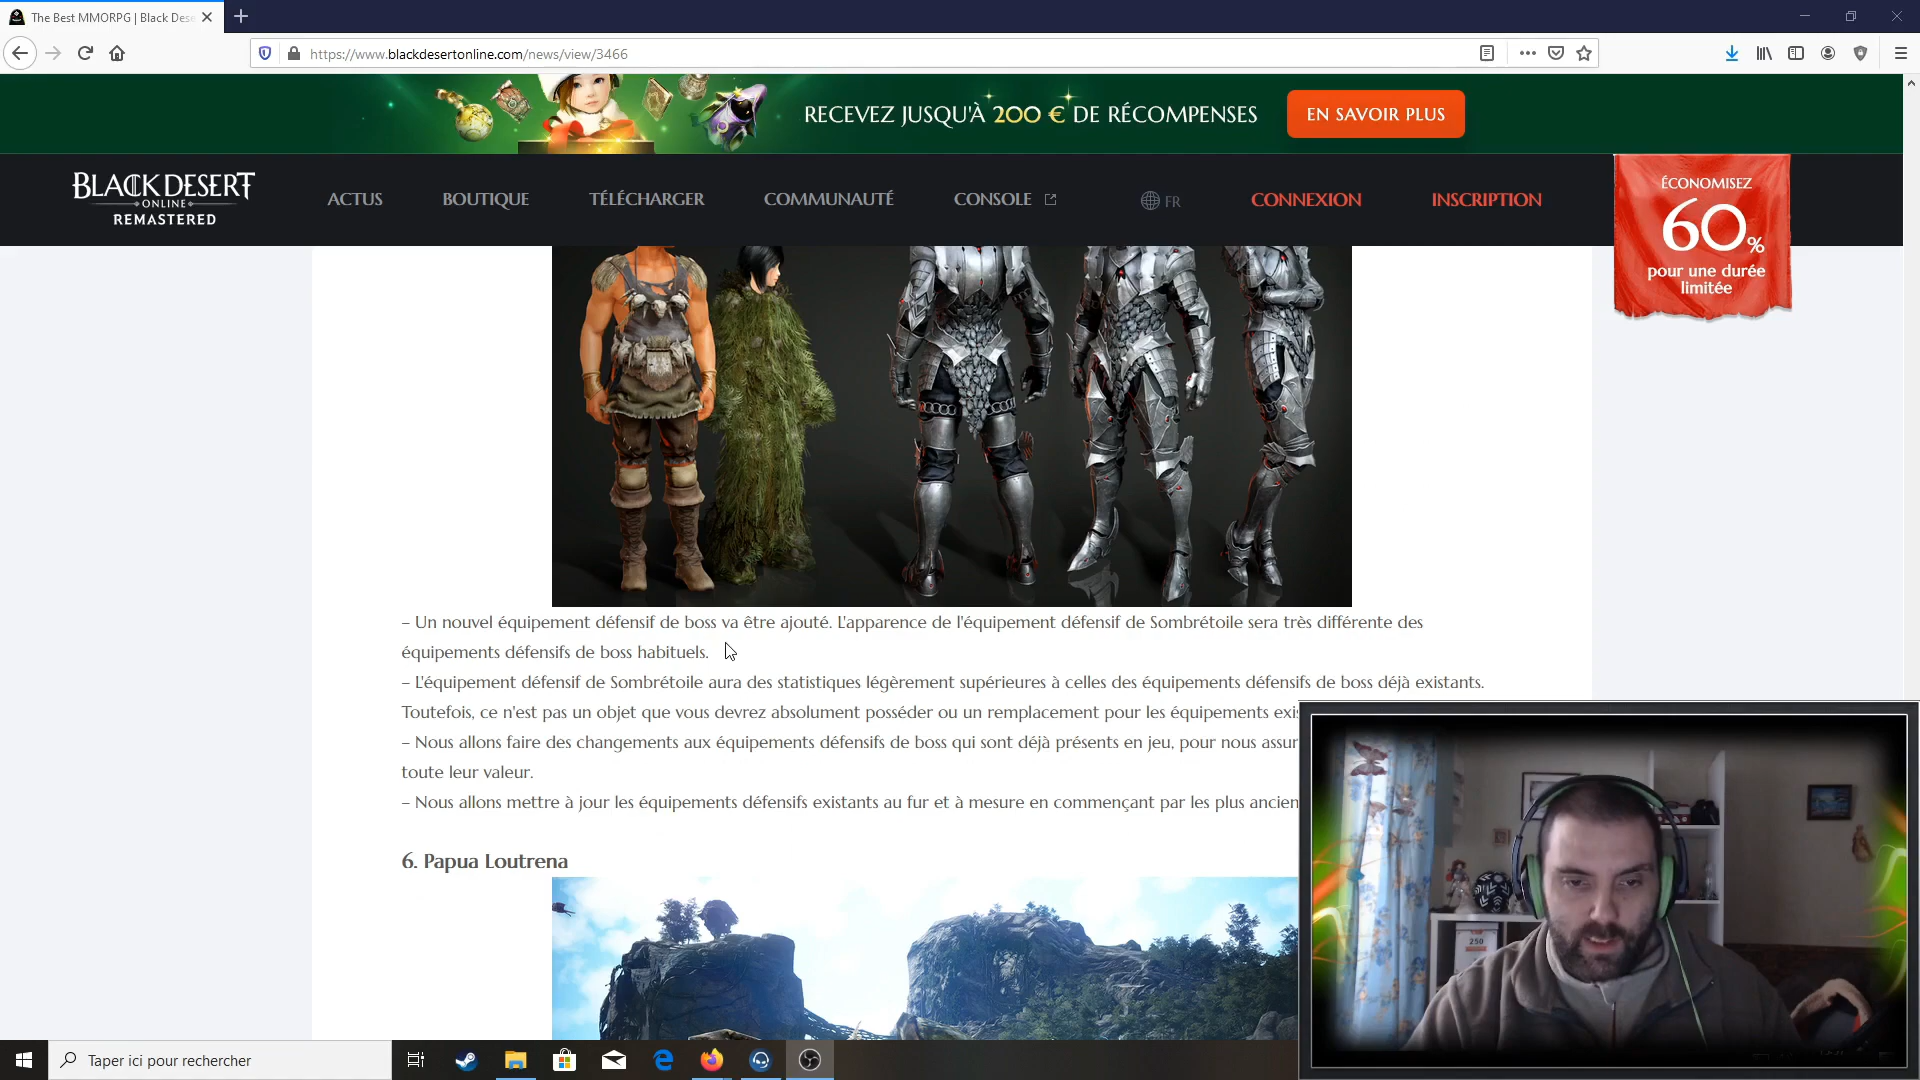 The Best MMORPG | Black Dese
https://www.blackdesertonline.com/news/view/3466
RECEVEZ JUSQU'À 200 € DE RÉCOMPENSES
EN SAVOIR PLUS
BLACK DESERT
ONLINE
REMASTERED
ACTUS
BOUTIQUE
TÉLÉCHARGER
COMMUNAUTÉ
CONSOLE
FR
CONNEXION
INSCRIPTION
ÉCONOMISEZ
60%
pour une durée
limitée
– Un nouvel équipement défensif de boss va être ajouté. L'apparence de l'équipement défensif de Sombrétoile sera très différente des
équipements défensifs de boss habituels.
– L'équipement défensif de Sombrétoile aura des statistiques légèrement supérieures à celles des équipements défensifs de boss déjà existants.
Toutefois, ce n'est pas un objet que vous devrez absolument posséder ou un remplacement pour les équipements exi
– Nous allons faire des changements aux équipements défensifs de boss qui sont déjà présents en jeu, pour nous assur
toute leur valeur.
– Nous allons mettre à jour les équipements défensifs existants au fur et à mesure en commençant par les plus ancien
6. Papua Loutrena
250
Taper ici pour rechercher